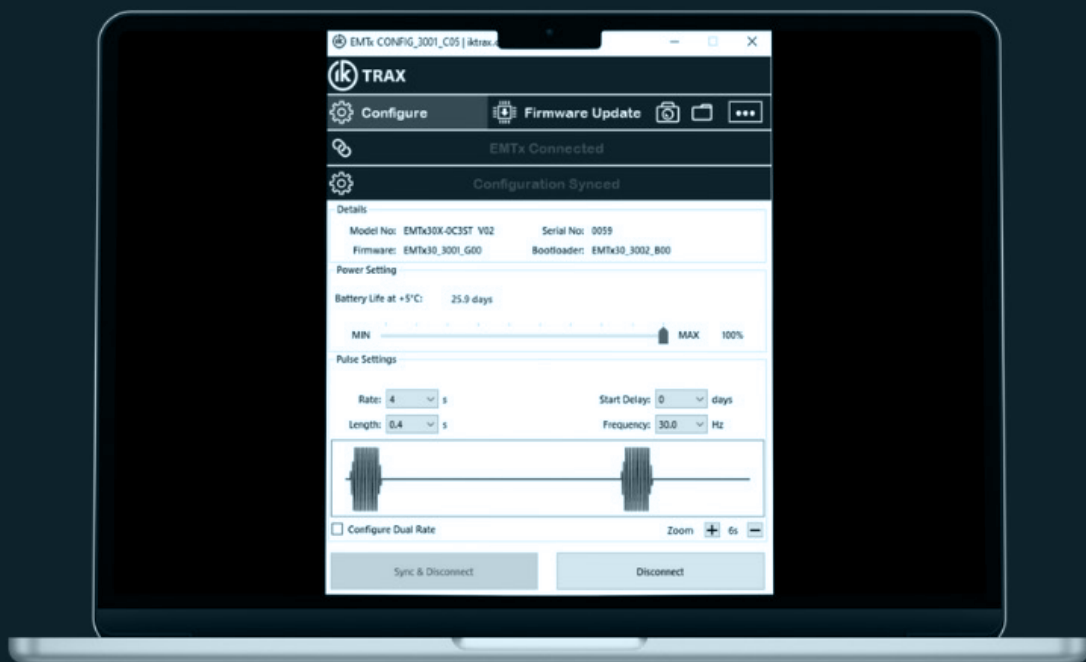 ik EMTx CONFIG_3001_C05 | iktrax.
ik TRAX
Configure Firmware Update
EMTx Connected
Configuration Synced
Details
Model No: EMTx30X-0C3ST V02 Serial No: 0059
Firmware: EMTx30_3001_G00 Bootloader: EMTx30_3002_B00
Power Setting
Battery Life at +5°C: 25.9 days
MIN MAX 100%
Pulse Settings
Rate: 4 s Start Delay: 0 days
Length: 0.4 s Frequency: 30.0 Hz
Configure Dual Rate Zoom + 6s −
Sync & Disconnect Disconnect